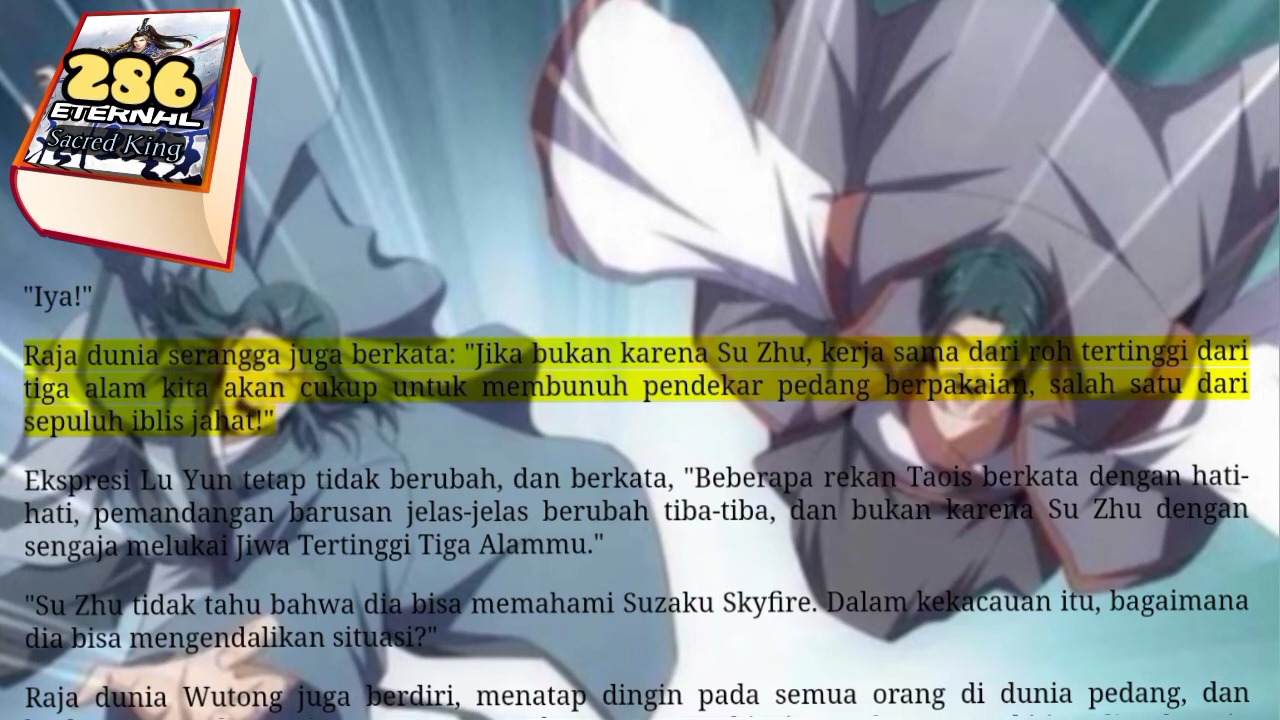 286
ETERNAL
Sacred King
"Iya!"
Raja dunia serangga juga berkata: "Jika bukan karena Su Zhu, kerja sama dari roh tertinggi dari
tiga alam kita akan cukup untuk membunuh pendekar pedang berpakaian, salah satu dari
sepuluh iblis jahat!"
Ekspresi Lu Yun tetap tidak berubah, dan berkata, "Beberapa rekan Taois berkata dengan hati-
hati, pemandangan barusan jelas-jelas berubah tiba-tiba, dan bukan karena Su Zhu dengan
sengaja melukai Jiwa Tertinggi Tiga Alammu."
"Su Zhu tidak tahu bahwa dia bisa memahami Suzaku Skyfire. Dalam kekacauan itu, bagaimana
dia bisa mengendalikan situasi?"
Raja dunia Wutong juga berdiri, menatap dingin pada semua orang di dunia pedang, dan